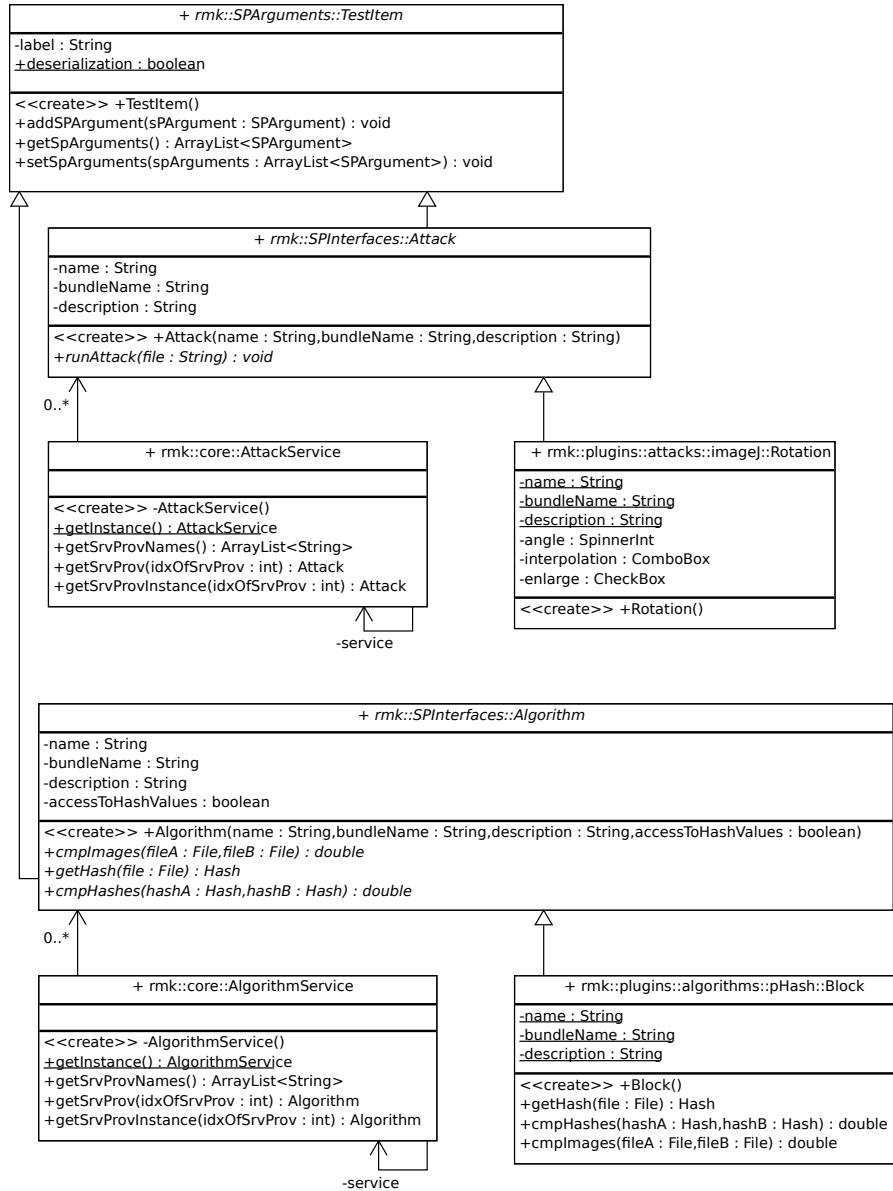 + rmk::SPArguments::TestItem
-label : String
+deserialization : boolean
<<create>> +TestItem()
+addSPArgument(sPArgument : SPArgument) : void
+getSpArguments() : ArrayList<SPArgument>
+setSpArguments(spArguments : ArrayList<SPArgument>) : void
+ rmk::SPInterfaces::Attack
-name : String
-bundleName : String
-description : String
<<create>> +Attack(name : String,bundleName : String,description : String)
+runAttack(file : String) : void
0..*
+ rmk::core::AttackService
<<create>> -AttackService()
+getInstance() : AttackService
+getSrvProvNames() : ArrayList<String>
+getSrvProv(idxOfSrvProv : int) : Attack
+getSrvProvInstance(idxOfSrvProv : int) : Attack
-service
+ rmk::plugins::attacks::imageJ::Rotation
-name : String
-bundleName : String
-description : String
-angle : SpinnerInt
-interpolation : ComboBox
-enlarge : CheckBox
<<create>> +Rotation()
+ rmk::SPInterfaces::Algorithm
-name : String
-bundleName : String
-description : String
-accessToHashValues : boolean
<<create>> +Algorithm(name : String,bundleName : String,description : String,accessToHashValues : boolean)
+cmpImages(fileA : File,fileB : File) : double
+getHash(file : File) : Hash
+cmpHashes(hashA : Hash,hashB : Hash) : double
0..*
+ rmk::core::AlgorithmService
<<create>> -AlgorithmService()
+getInstance() : AlgorithmService
+getSrvProvNames() : ArrayList<String>
+getSrvProv(idxOfSrvProv : int) : Algorithm
+getSrvProvInstance(idxOfSrvProv : int) : Algorithm
-service
+ rmk::plugins::algorithms::pHash::Block
-name : String
-bundleName : String
-description : String
<<create>> +Block()
+getHash(file : File) : Hash
+cmpHashes(hashA : Hash,hashB : Hash) : double
+cmpImages(fileA : File,fileB : File) : double